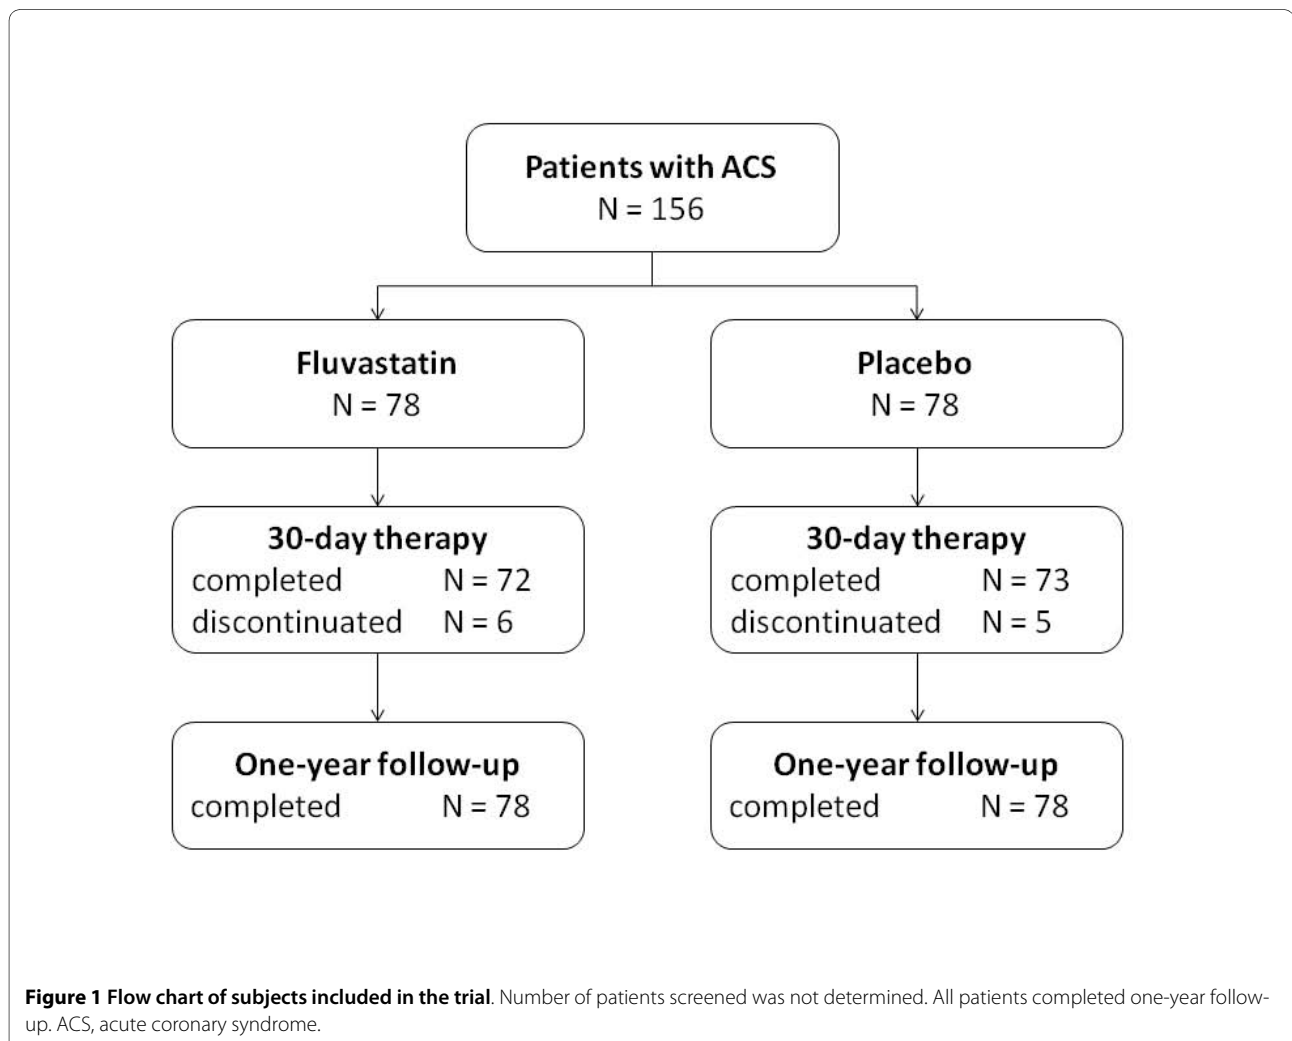 Patients with ACS
N = 156
Fluvastatin
N = 78
Placebo
N = 78
30-day therapy
completed N = 72
discontinuated N = 6
30-day therapy
completed N = 73
discontinuated N = 5
One-year follow-up
completed N = 78
One-year follow-up
completed N = 78
Figure 1 Flow chart of subjects included in the trial. Number of patients screened was not determined. All patients completed one-year follow-
up. ACS, acute coronary syndrome.